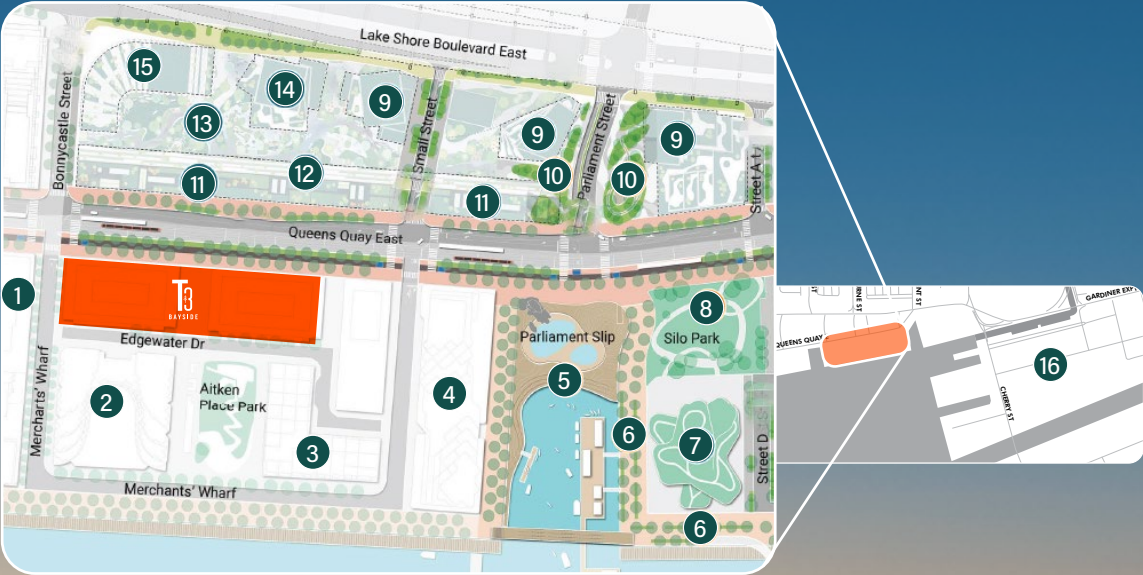 Lake Shore Boulevard East
15
14
9
Bonnycastle Street
Small Street
Parliament Street
13
9
9
12
10
10
11
11
Street A
Queens Quay East
1
T3
BAYSIDE
8
Parliament Slip
Silo Park
Edgewater Dr
Merchants' Wharf
2
Aitken
Place Park
4
5
3
6
7
Street D
Merchants' Wharf
6
QUEENS QUAY
ST
NT ST
GARDINER EXP
16
CHERRY ST